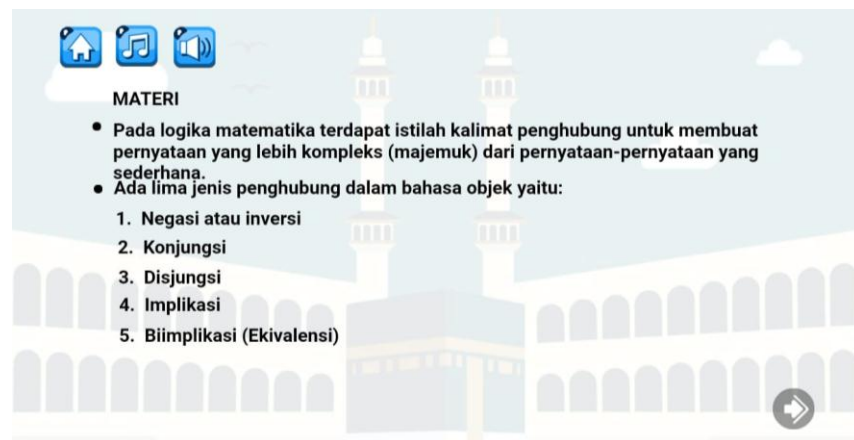 MATERI
• Pada logika matematika terdapat istilah kalimat penghubung untuk membuat
pernyataan yang lebih kompleks (majemuk) dari pernyataan-pernyataan yang
sederhana.
• Ada lima jenis penghubung dalam bahasa objek yaitu:
1. Negasi atau inversi
2. Konjungsi
3. Disjungsi
4. Implikasi
5. Biimplikasi (Ekivalensi)